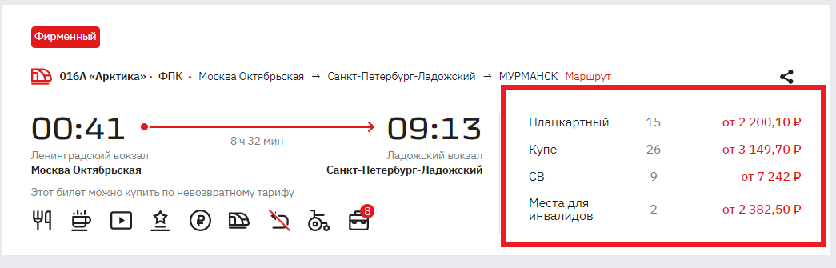 Фирменный
016А «Арктика» • ФПК • Москва Октябрьская → Санкт-Петербург-Ладожский → МУРМАНСК Маршрут
00:41
09:13
8 ч 32 мин
Ленинградский вокзал
Ладожский вокзал
Москва Октябрьская
Санкт-Петербург-Ладожский
Этот билет можно купить по невозвратному тарифу
8
Плацкартный 15 от 2 200,10 ₽
Купе 26 от 3 149,70 ₽
СВ 9 от 7 242 ₽
Места для
инвалидов 2 от 2 382,50 ₽